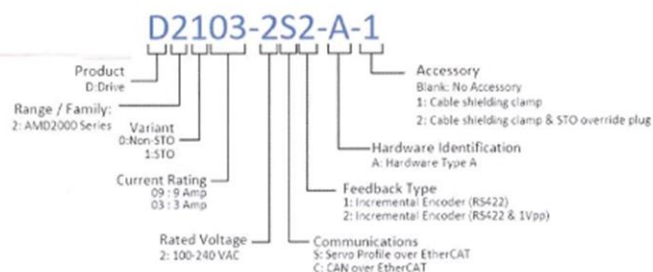 D2103-2S2-A-1
Product
D:Drive
Range / Family:
2: AMD2000 Series
Variant
0:Non-STO
1:STO
Current Rating
09 : 9 Amp
03 : 3 Amp
Rated Voltage
2: 100-240 VAC
Accessory
Blank: No Accessory
1: Cable shielding clamp
2: Cable shielding clamp & STO override plug
Hardware Identification
A: Hardware Type A
Feedback Type
1: Incremental Encoder (RS422)
2: Incremental Encoder (RS422 & 1Vpp)
Communications
S: Servo Profile over EtherCAT
C: CAN over EtherCAT